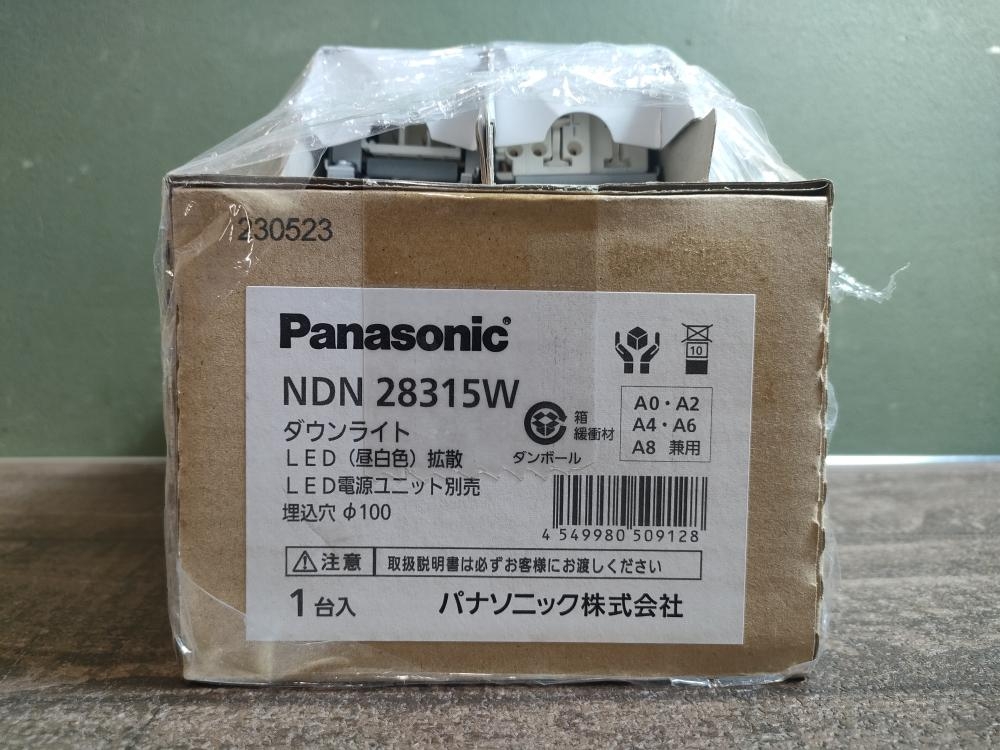 230523
Panasonic®
NDN 28315W
ダウンライト
LED（昼白色）拡散
LED電源ユニット別売
埋込穴 φ100
箱
緩衝材
ダンボール
10
A0・A2
A4・A6
A8 兼用
4 549980 509128
注意
取扱説明書は必ずお客様にお渡しください
1台入
パナソニック株式会社